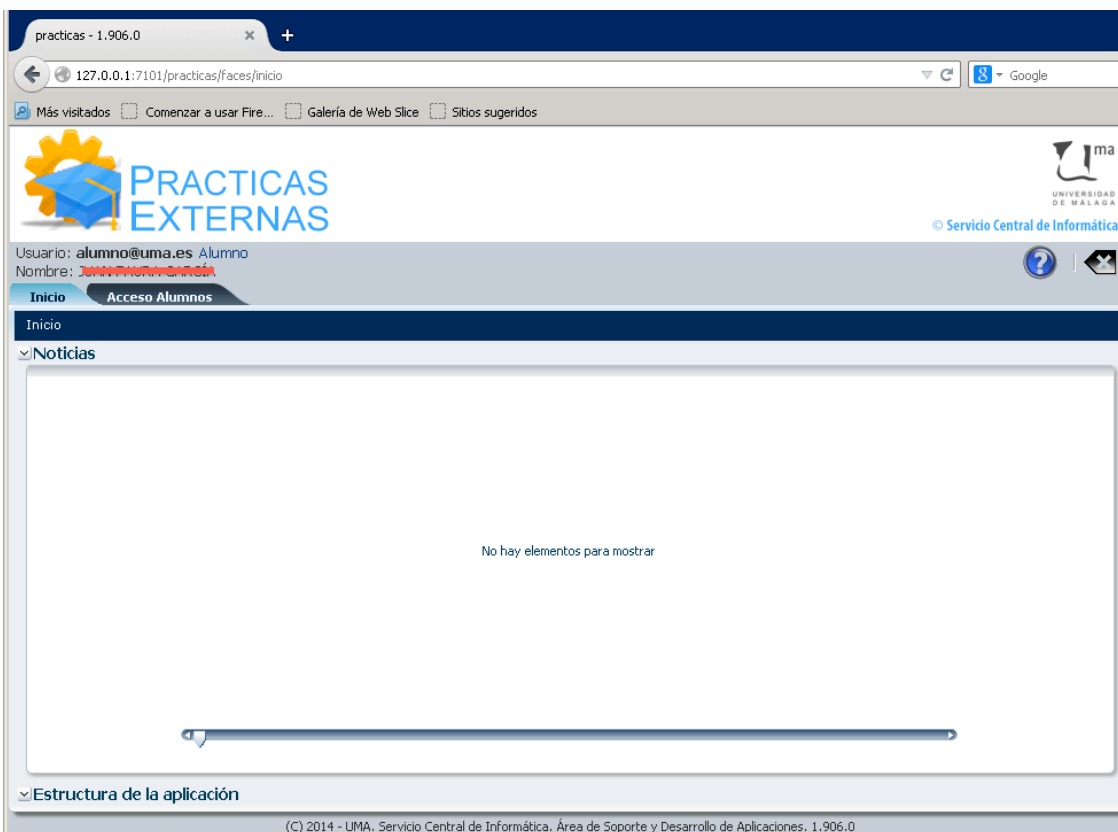 practicas - 1.906.0
127.0.0.1:7101/practicas/faces/inicio
Google
Más visitados Comenzar a usar Fire... Galería de Web Slice Sitios sugeridos
PRACTICAS
EXTERNAS
uma
UNIVERSIDAD
DE MÁLAGA
© Servicio Central de Informática
Usuario: alumno@uma.es Alumno
Nombre:
Inicio Acceso Alumnos
Inicio
Noticias
No hay elementos para mostrar
Estructura de la aplicación
(C) 2014 - UMA. Servicio Central de Informática. Área de Soporte y Desarrollo de Aplicaciones. 1.906.0